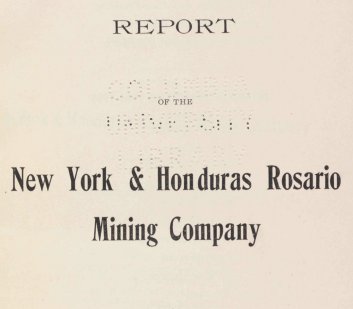 REPORT
COLUMBIA
OF THE
UNIVERSITY
LIBRARY
New York & Honduras Rosario
Mining Company